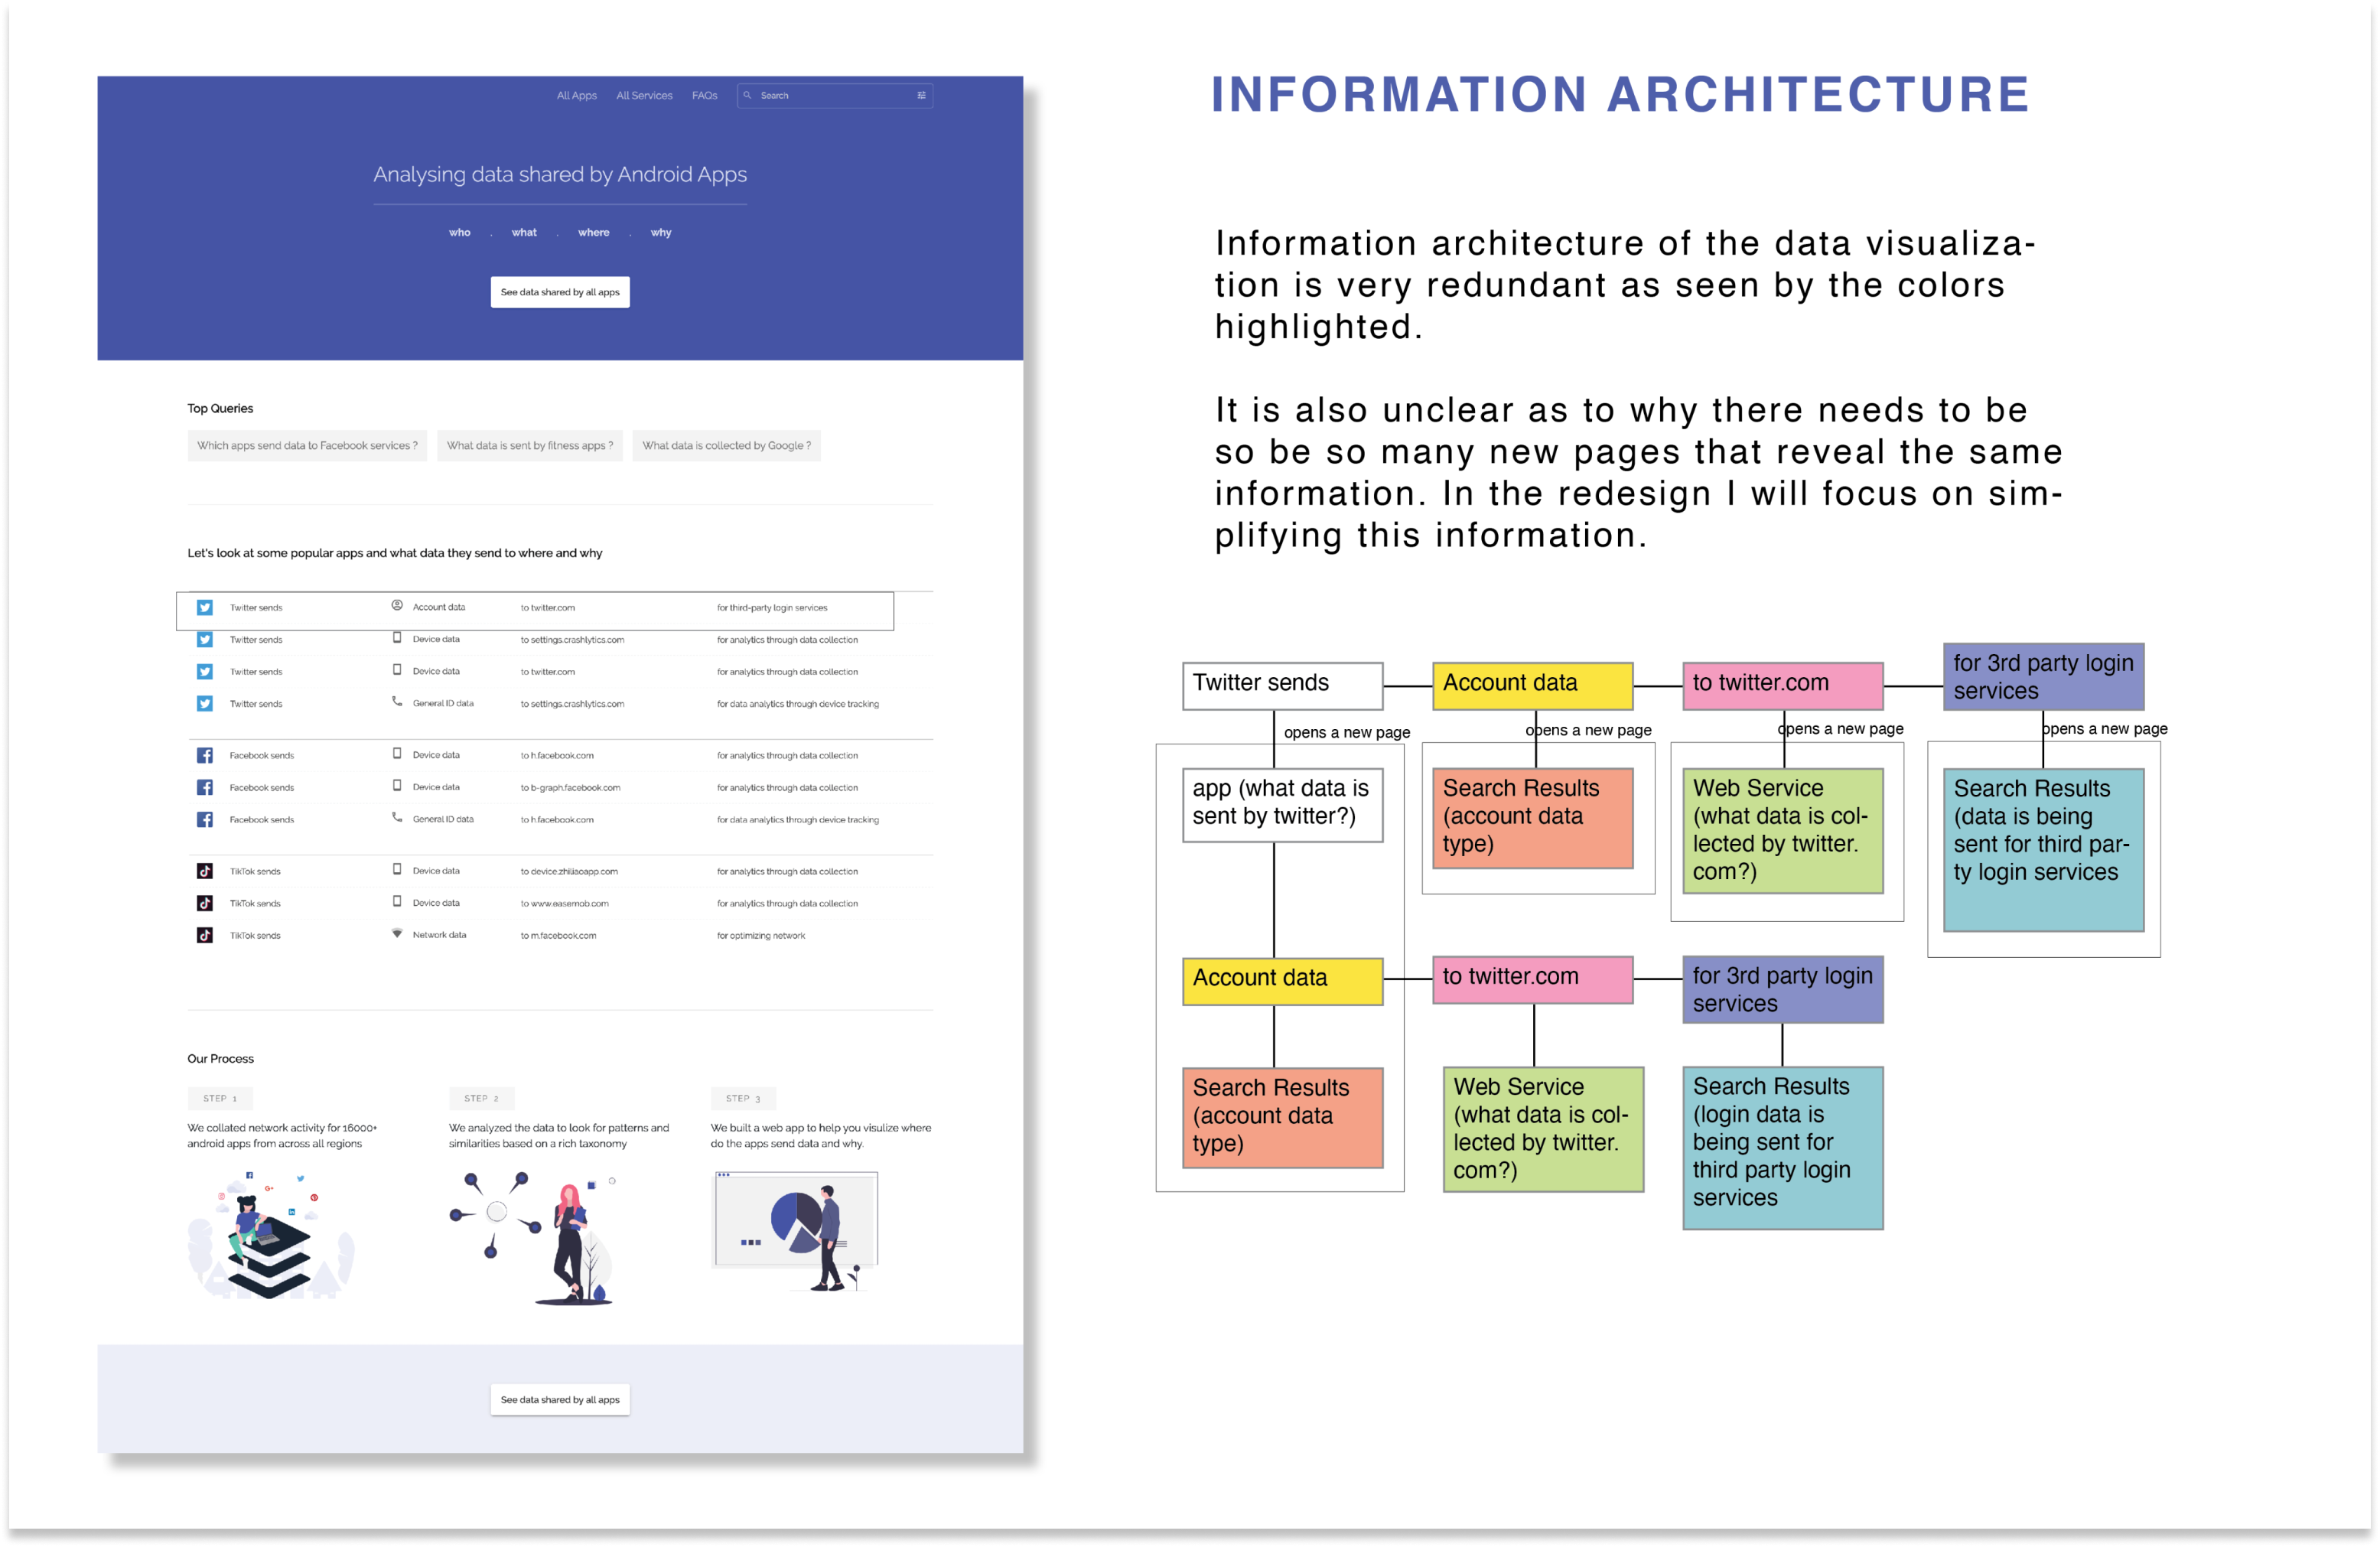 All Apps All Services FAQs Search
Analysing data shared by Android Apps
who . what . where . why
See data shared by all apps
Top Queries
Which apps send data to Facebook services ? What data is sent by fitness apps ? What data is collected by Google ?
Let's look at some popular apps and what data they send to where and why
Twitter sends Account data to twitter.com for third-party login services
Twitter sends Device data to settings.crashlytics.com for analytics through data collection
Twitter sends Device data to twitter.com for analytics through data collection
Twitter sends General ID data to settings.crashlytics.com for data analytics through device tracking
Facebook sends Device data to h.facebook.com for analytics through data collection
Facebook sends Device data to b-graph.facebook.com for analytics through data collection
Facebook sends General ID data to h.facebook.com for data analytics through device tracking
TikTok sends Device data to device.zhiliaoapp.com for analytics through data collection
TikTok sends Device data to www.easemob.com for analytics through data collection
TikTok sends Network data to m.facebook.com for optimizing network
Our Process
STEP 1
We collated network activity for 16000+
android apps from across all regions
STEP 2
We analyzed the data to look for patterns and
similarities based on a rich taxonomy
STEP 3
We built a web app to help you visulize where
do the apps send data and why.
G+
See data shared by all apps
INFORMATION ARCHITECTURE
Information architecture of the data visualiza-
tion is very redundant as seen by the colors
highlighted.
It is also unclear as to why there needs to be
so be so many new pages that reveal the same
information. In the redesign I will focus on sim-
plifying this information.
Twitter sends
Account data
to twitter.com
for 3rd party login
services
opens a new page
opens a new page
opens a new page
opens a new page
app (what data is
sent by twitter?)
Search Results
(account data
type)
Web Service
(what data is col-
lected by twitter.
com?)
Search Results
(data is being
sent for third par-
ty login services
Account data
to twitter.com
for 3rd party login
services
Search Results
(account data
type)
Web Service
(what data is col-
lected by twitter.
com?)
Search Results
(login data is
being sent for
third party login
services